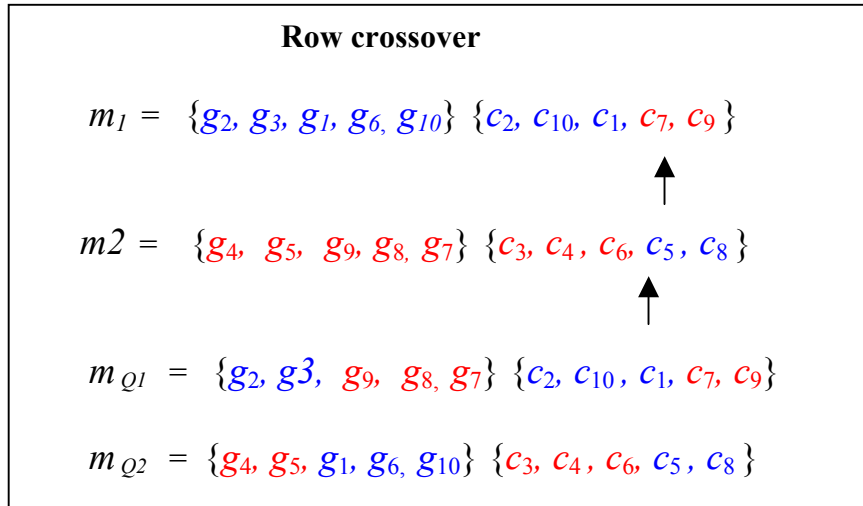 Row crossover
m1 = {g2, g3, g1, g6, g10} {c2, c10, c1, c7, c9 }
m2 = {g4, g5, g9, g8, g7} {c3, c4 , c6, c5 , c8 }
m Q1 = {g2, g3, g9, g8, g7} {c2, c10 , c1, c7, c9}
m Q2 = {g4, g5, g1, g6, g10} {c3, c4 , c6, c5 , c8 }